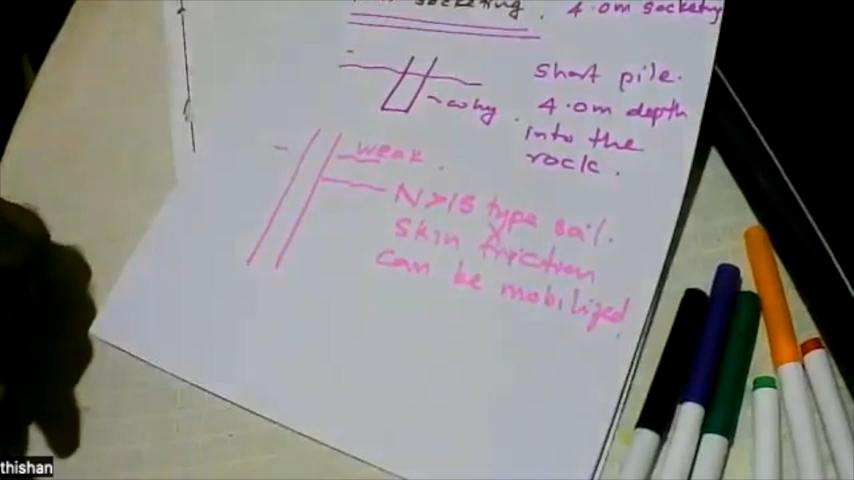 socketing. 4.0m sockety
short pile.
why. 4.0m depth
into the
rock.
weak.
N>15 type soil.
skin friction
can be mobilized
.
thishan